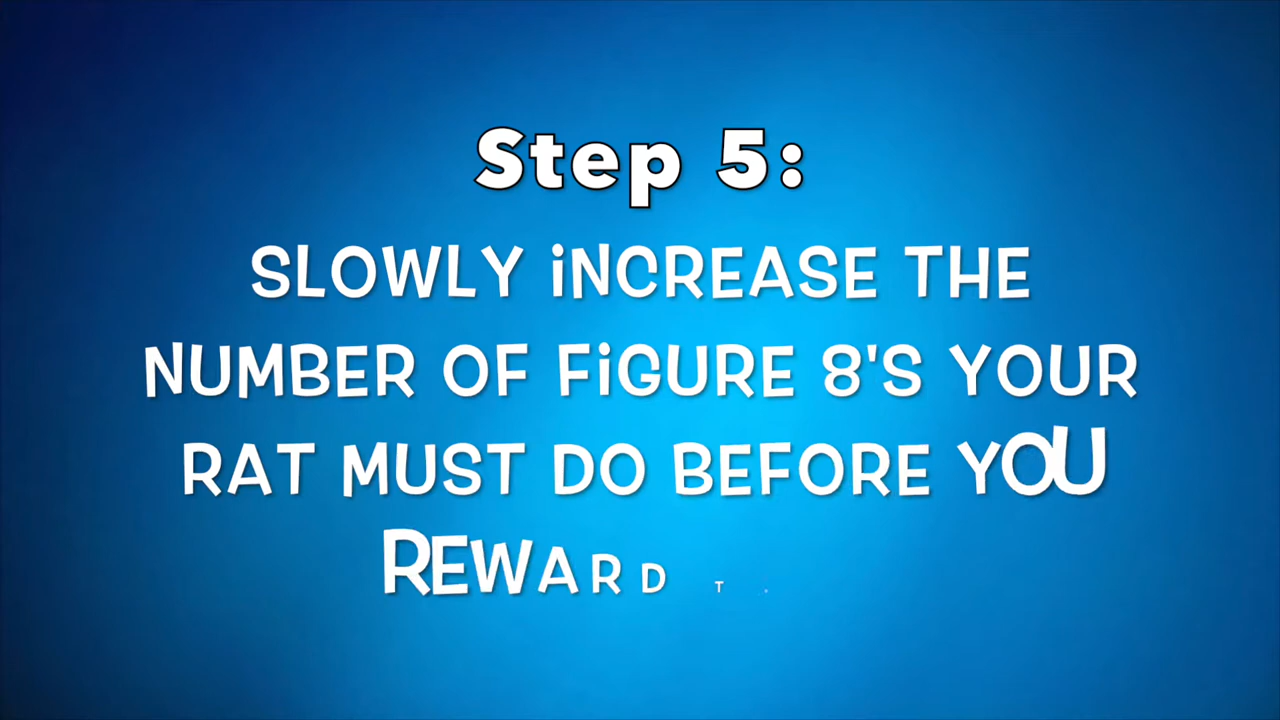 Step 5:
SLOWLY iNCREASE THE
NUMBER OF FiGURE 8'S YOUR
RAT MUST DO BEFORE YOU
REWARD T